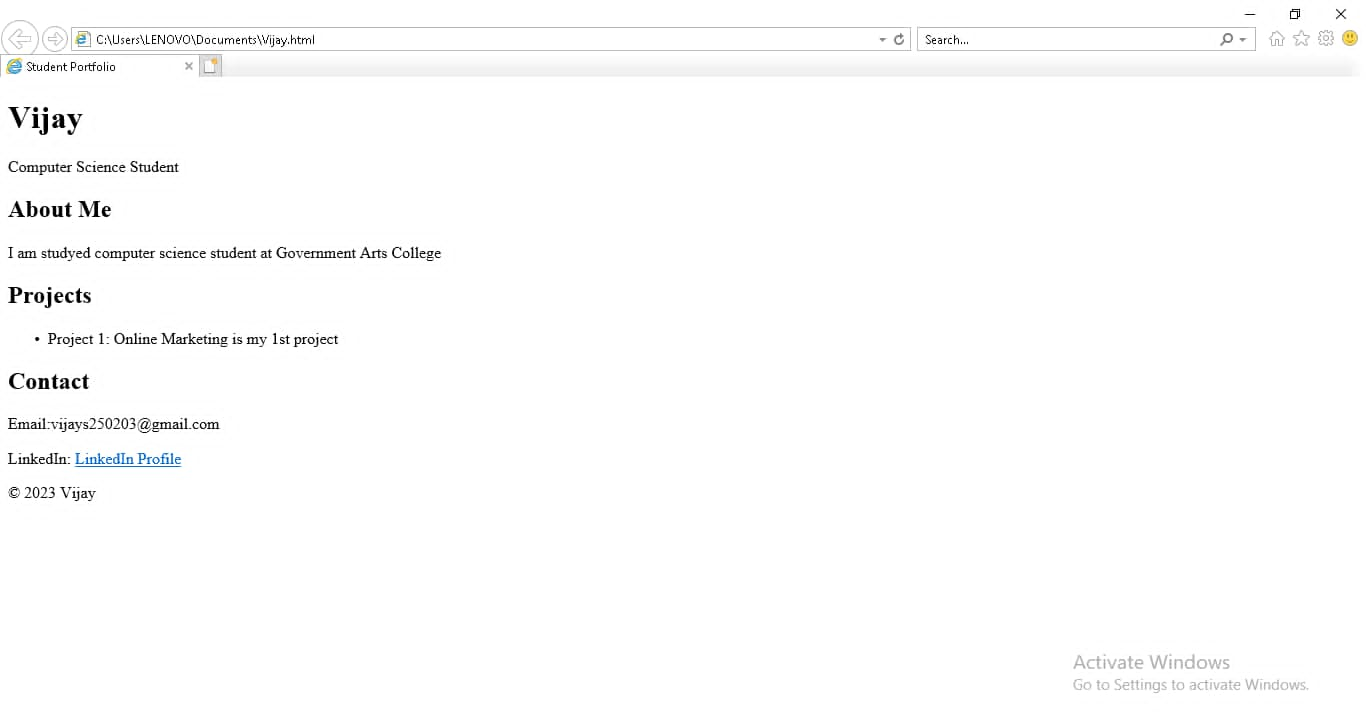 C:\Users\LENOVO\Documents\Vijay.html
Search...
Student Portfolio
Vijay
Computer Science Student
About Me
I am studyed computer science student at Government Arts College
Projects
• Project 1: Online Marketing is my 1st project
Contact
Email:vijays250203@gmail.com
LinkedIn: LinkedIn Profile
© 2023 Vijay
Activate Windows
Go to Settings to activate Windows.